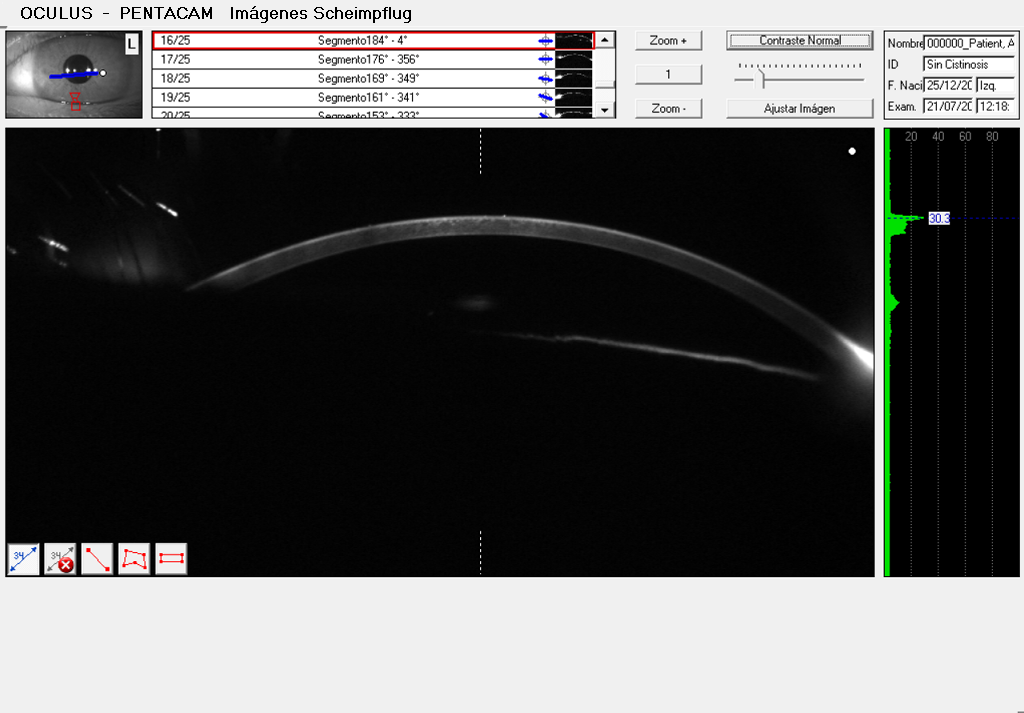 OCULUS - PENTACAM Imágenes Scheimpflug
L
16/25 Segmento184° - 4°
17/25 Segmento176° - 356°
18/25 Segmento169° - 349°
19/25 Segmento161° - 341°
20/25 Segmento153° - 333°
Zoom +
1
Zoom -
Contraste Normal
Ajustar Imágen
Nombre 000000_Patient, A
ID Sin Cistinosis
F. Naci 25/12/20 Izq.
Exam. 21/07/20 12:18:
20 40 60 80
30.3
34
34